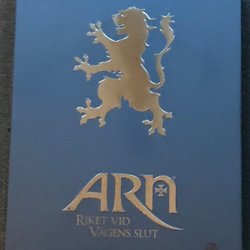 ARN
RIKET VID
VÄGENS SLUT